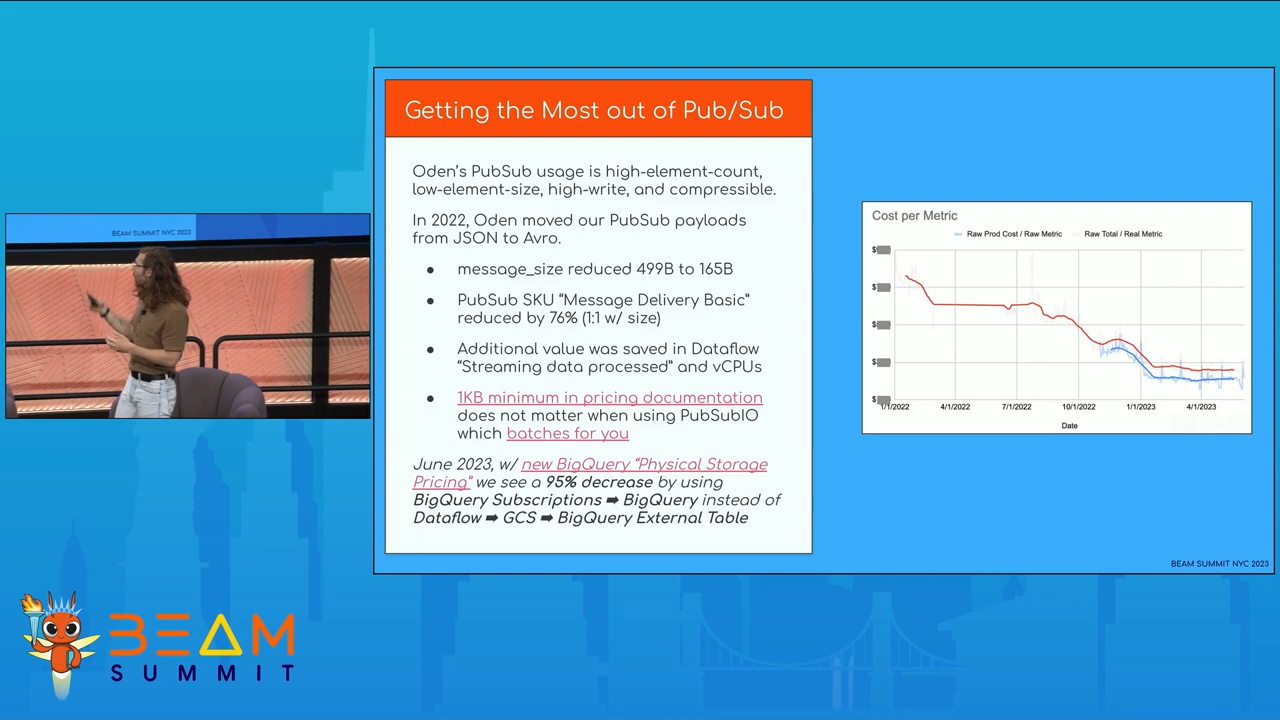 BEAM SUMMIT NYC 2023
Getting the Most out of Pub/Sub
Oden's PubSub usage is high-element-count,
low-element-size, high-write, and compressible.
In 2022, Oden moved our PubSub payloads
from JSON to Avro.
● message_size reduced 499B to 165B
● PubSub SKU “Message Delivery Basic”
reduced by 76% (1:1 w/ size)
● Additional value was saved in Dataflow
“Streaming data processed” and vCPUs
● 1KB minimum in pricing documentation
does not matter when using PubSubIO
which batches for you
June 2023, w/ new BigQuery “Physical Storage
Pricing” we see a 95% decrease by using
BigQuery Subscriptions ➡ BigQuery instead of
Dataflow ➡ GCS ➡ BigQuery External Table
Cost per Metric
Raw Prod Cost / Raw Metric Raw Total / Real Metric
$
$
$
$
$
1/1/2022 4/1/2022 7/1/2022 10/1/2022 1/1/2023 4/1/2023
Date
BEAM SUMMIT NYC 2023
BEAM
SUMMIT